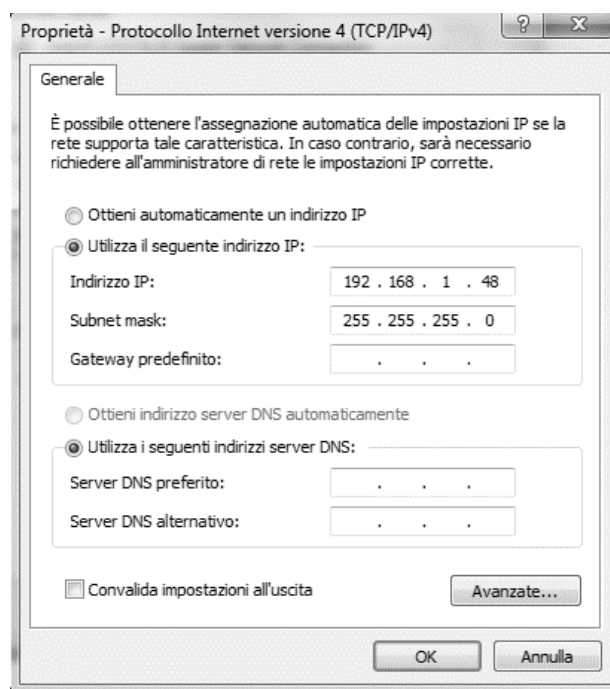 Proprietà - Protocollo Internet versione 4 (TCP/IPv4)
Generale
È possibile ottenere l'assegnazione automatica delle impostazioni IP se la
rete supporta tale caratteristica. In caso contrario, sarà necessario
richiedere all'amministratore di rete le impostazioni IP corrette.
Ottieni automaticamente un indirizzo IP
Utilizza il seguente indirizzo IP:
Indirizzo IP: 192 . 168 . 1 . 48
Subnet mask: 255 . 255 . 255 . 0
Gateway predefinito: . . .
Ottieni indirizzo server DNS automaticamente
Utilizza i seguenti indirizzi server DNS:
Server DNS preferito: . . .
Server DNS alternativo: . . .
Convalida impostazioni all'uscita Avanzate...
OK Annulla